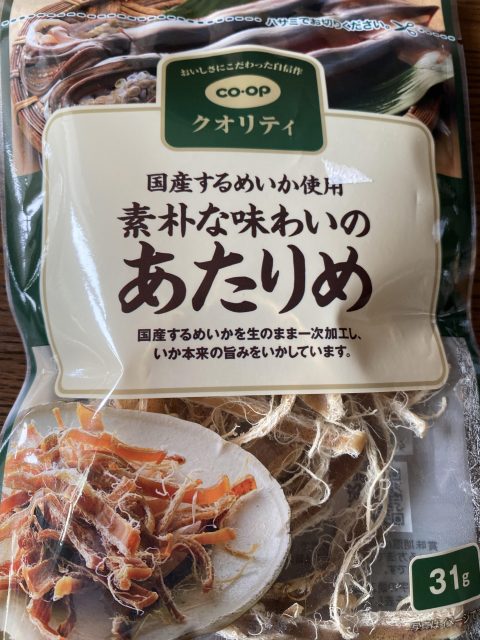 ハサミでお切りください。
おいしさにこだわった自信作
CO·OP
クオリティ
国産するめいか使用
素朴な味わいの
あたりめ
国産するめいかを生のまま一次加工し、
いか本来の旨みをいかしています。
31g